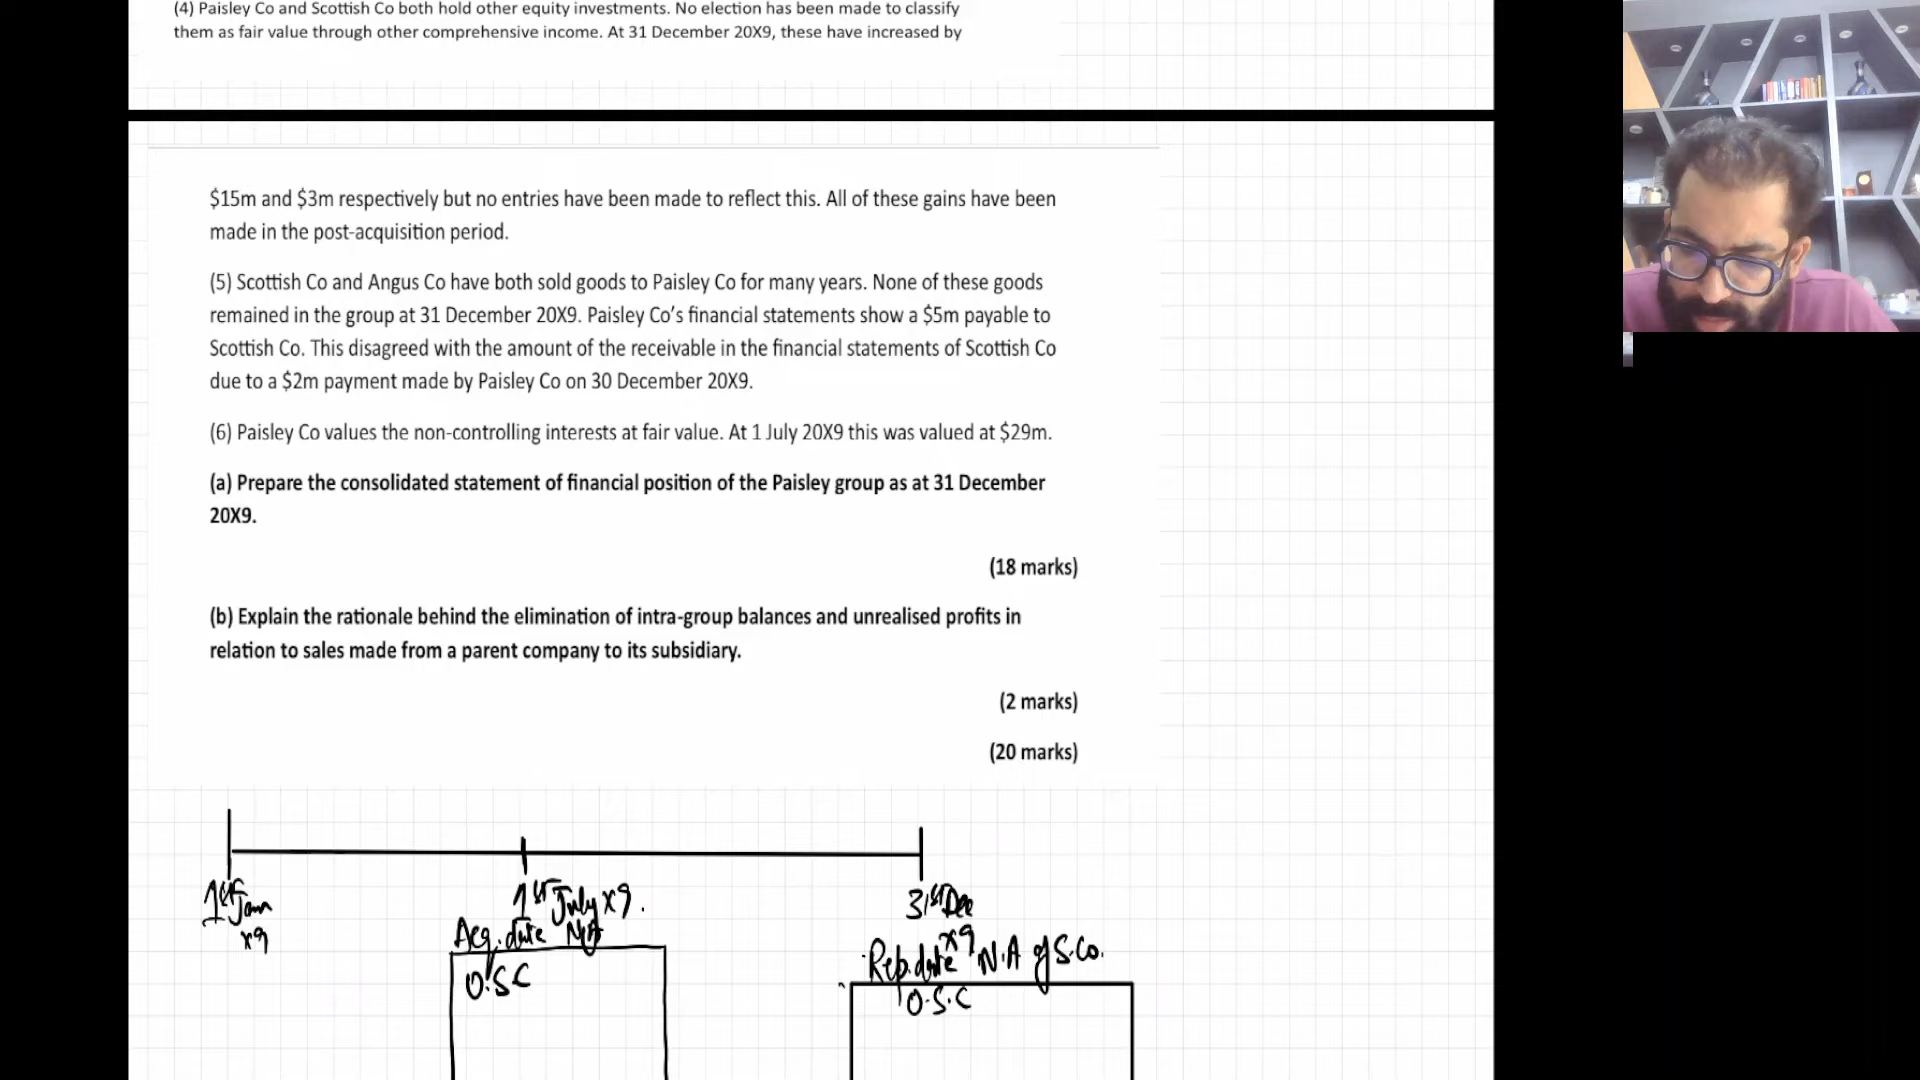 (4) Paisley Co and Scottish Co both hold other equity investments. No election has been made to classify
them as fair value through other comprehensive income. At 31 December 20X9, these have increased by
$15m and $3m respectively but no entries have been made to reflect this. All of these gains have been
made in the post-acquisition period.
(5) Scottish Co and Angus Co have both sold goods to Paisley Co for many years. None of these goods
remained in the group at 31 December 20X9. Paisley Co's financial statements show a $5m payable to
Scottish Co. This disagreed with the amount of the receivable in the financial statements of Scottish Co
due to a $2m payment made by Paisley Co on 30 December 20X9.
(6) Paisley Co values the non-controlling interests at fair value. At 1 July 20X9 this was valued at $29m.
(a) Prepare the consolidated statement of financial position of the Paisley group as at 31 December
20X9.
(18 marks)
(b) Explain the rationale behind the elimination of intra-group balances and unrealised profits in
relation to sales made from a parent company to its subsidiary.
(2 marks)
(20 marks)
1st Jan
x9
1st July x9.
31st Dec
x9
Acq. date N.A
Rep. date N.A of S.Co.
O.S.C
O.S.C